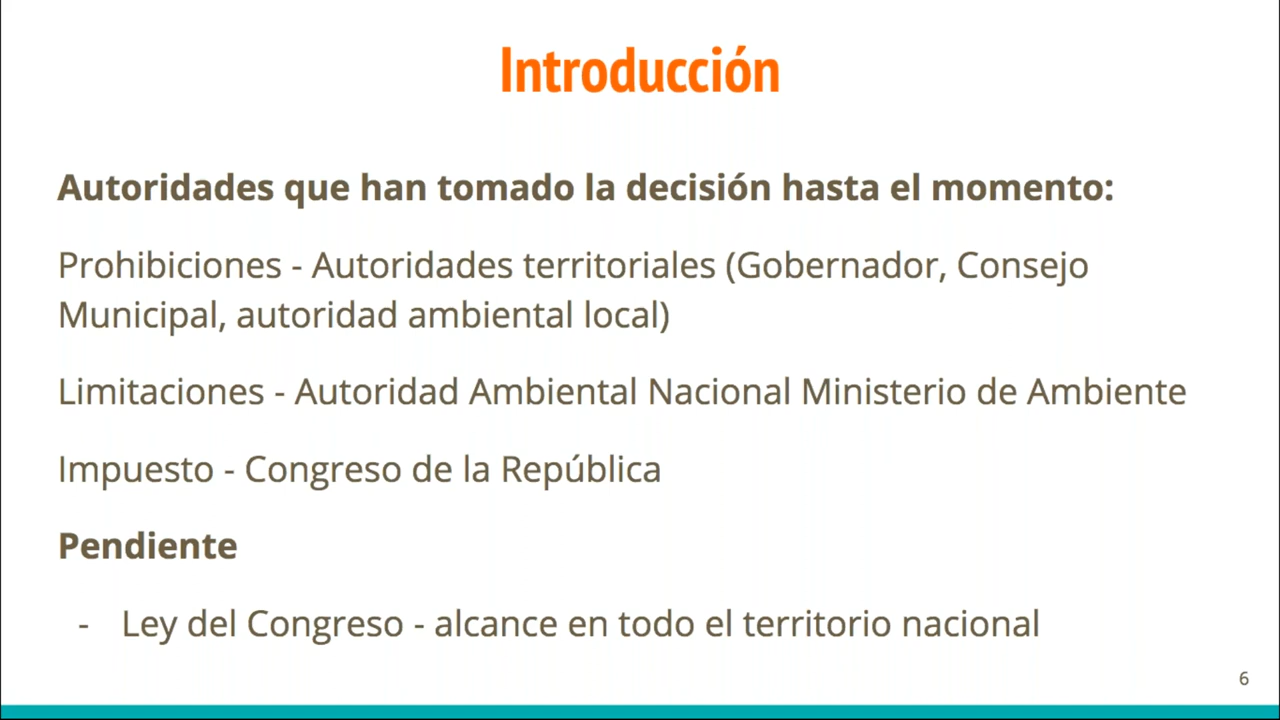 Introducción
Autoridades que han tomado la decisión hasta el momento:
Prohibiciones - Autoridades territoriales (Gobernador, Consejo
Municipal, autoridad ambiental local)
Limitaciones - Autoridad Ambiental Nacional Ministerio de Ambiente
Impuesto - Congreso de la República
Pendiente
- Ley del Congreso - alcance en todo el territorio nacional
6